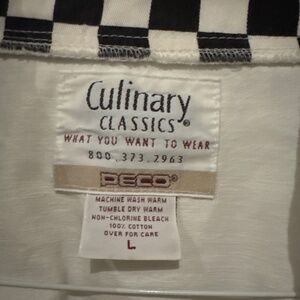 Culinary
CLASSICS®
WHAT YOU WANT TO WEAR
800.373.2963
PECO®
MACHINE WASH WARM
TUMBLE DRY WARM
NON-CHLORINE BLEACH
100% COTTON
OVER FOR CARE
L